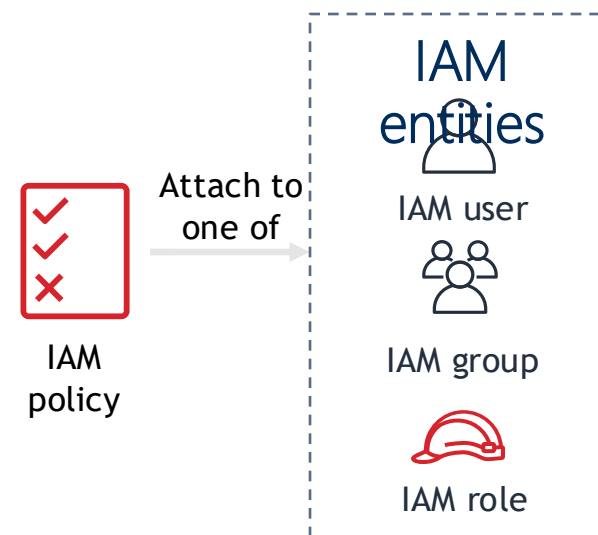 IAM
entities
Attach to
one of
IAM user
IAM
policy
IAM group
IAM role